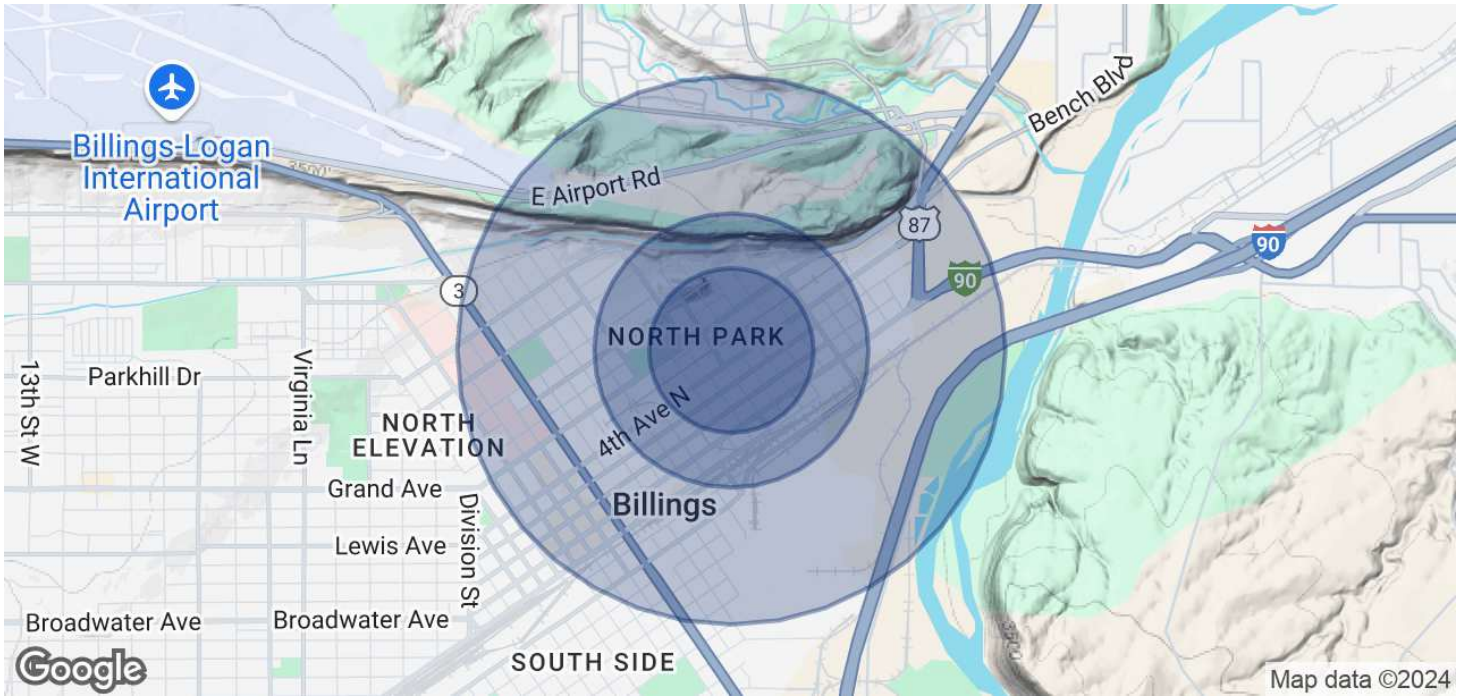 Billings-Logan
International
Airport
3500'
E Airport Rd
Bench Blvd
87
90
90
3
NORTH PARK
13th St W
Parkhill Dr
Virginia Ln
NORTH
ELEVATION
4th Ave N
Grand Ave
Division St
Billings
Lewis Ave
Broadwater Ave
Broadwater Ave
SOUTH SIDE
3500
Google
Map data ©2024